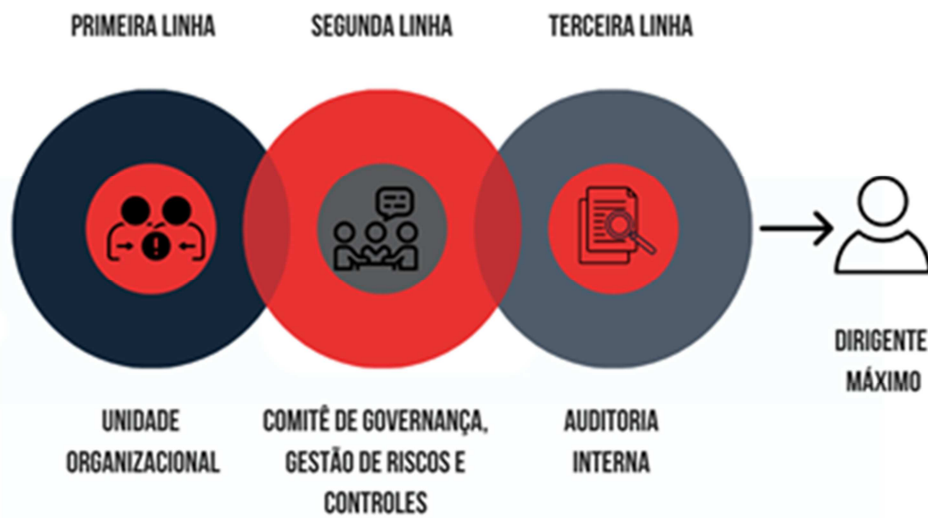 PRIMEIRA LINHA
SEGUNDA LINHA
TERCEIRA LINHA
UNIDADE
ORGANIZACIONAL
COMITÊ DE GOVERNANÇA,
GESTÃO DE RISCOS E
CONTROLES
AUDITORIA
INTERNA
DIRIGENTE
MÁXIMO